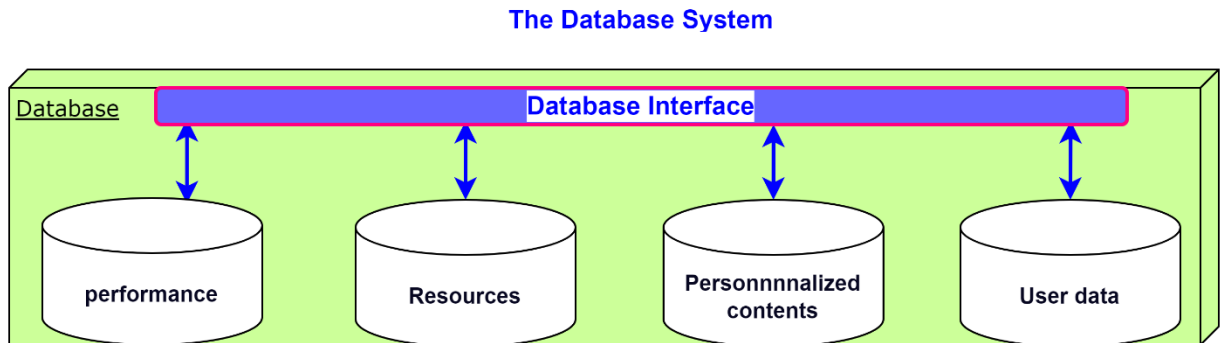 The Database System
Database
Database Interface
performance
Resources
Personnnnalized
contents
User data